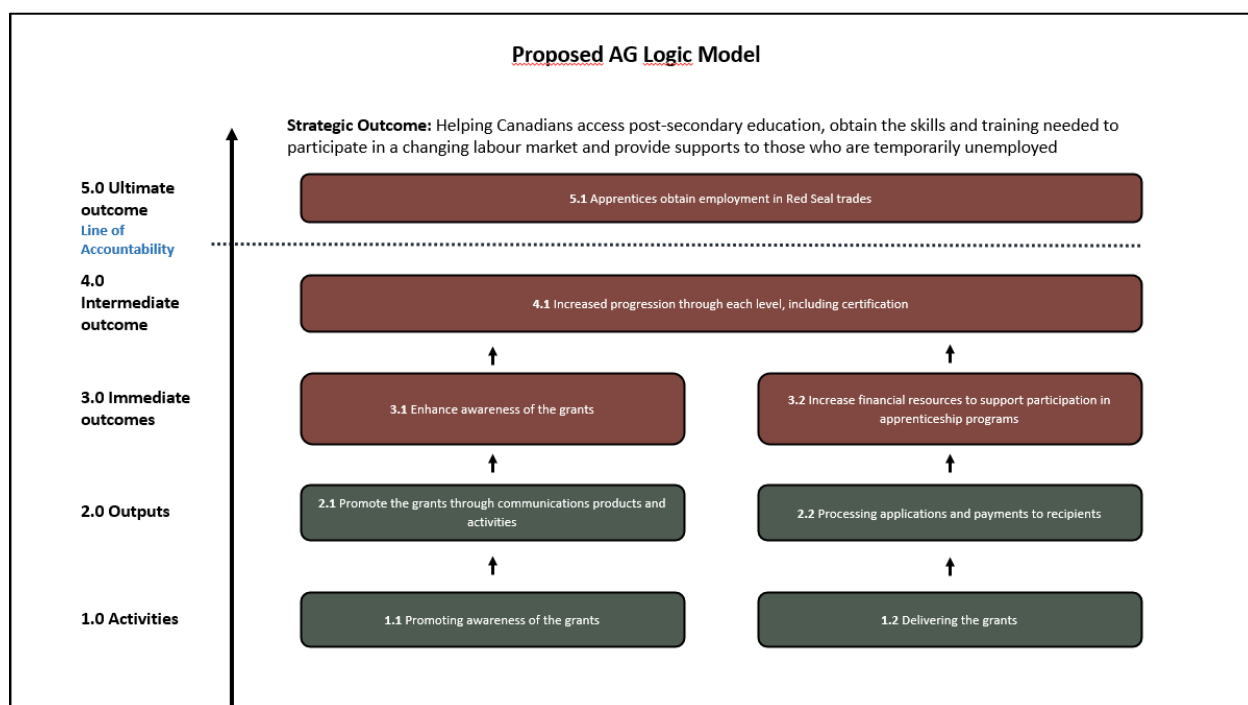 Proposed AG Logic Model
Strategic Outcome: Helping Canadians access post-secondary education, obtain the skills and training needed to
participate in a changing labour market and provide supports to those who are temporarily unemployed
5.0 Ultimate
outcome
Line of
Accountability
5.1 Apprentices obtain employment in Red Seal trades
4.0
Intermediate
outcome
4.1 Increased progression through each level, including certification
3.0 Immediate
outcomes
3.1 Enhance awareness of the grants
3.2 Increase financial resources to support participation in
apprenticeship programs
2.0 Outputs
2.1 Promote the grants through communications products and
activities
2.2 Processing applications and payments to recipients
1.0 Activities
1.1 Promoting awareness of the grants
1.2 Delivering the grants